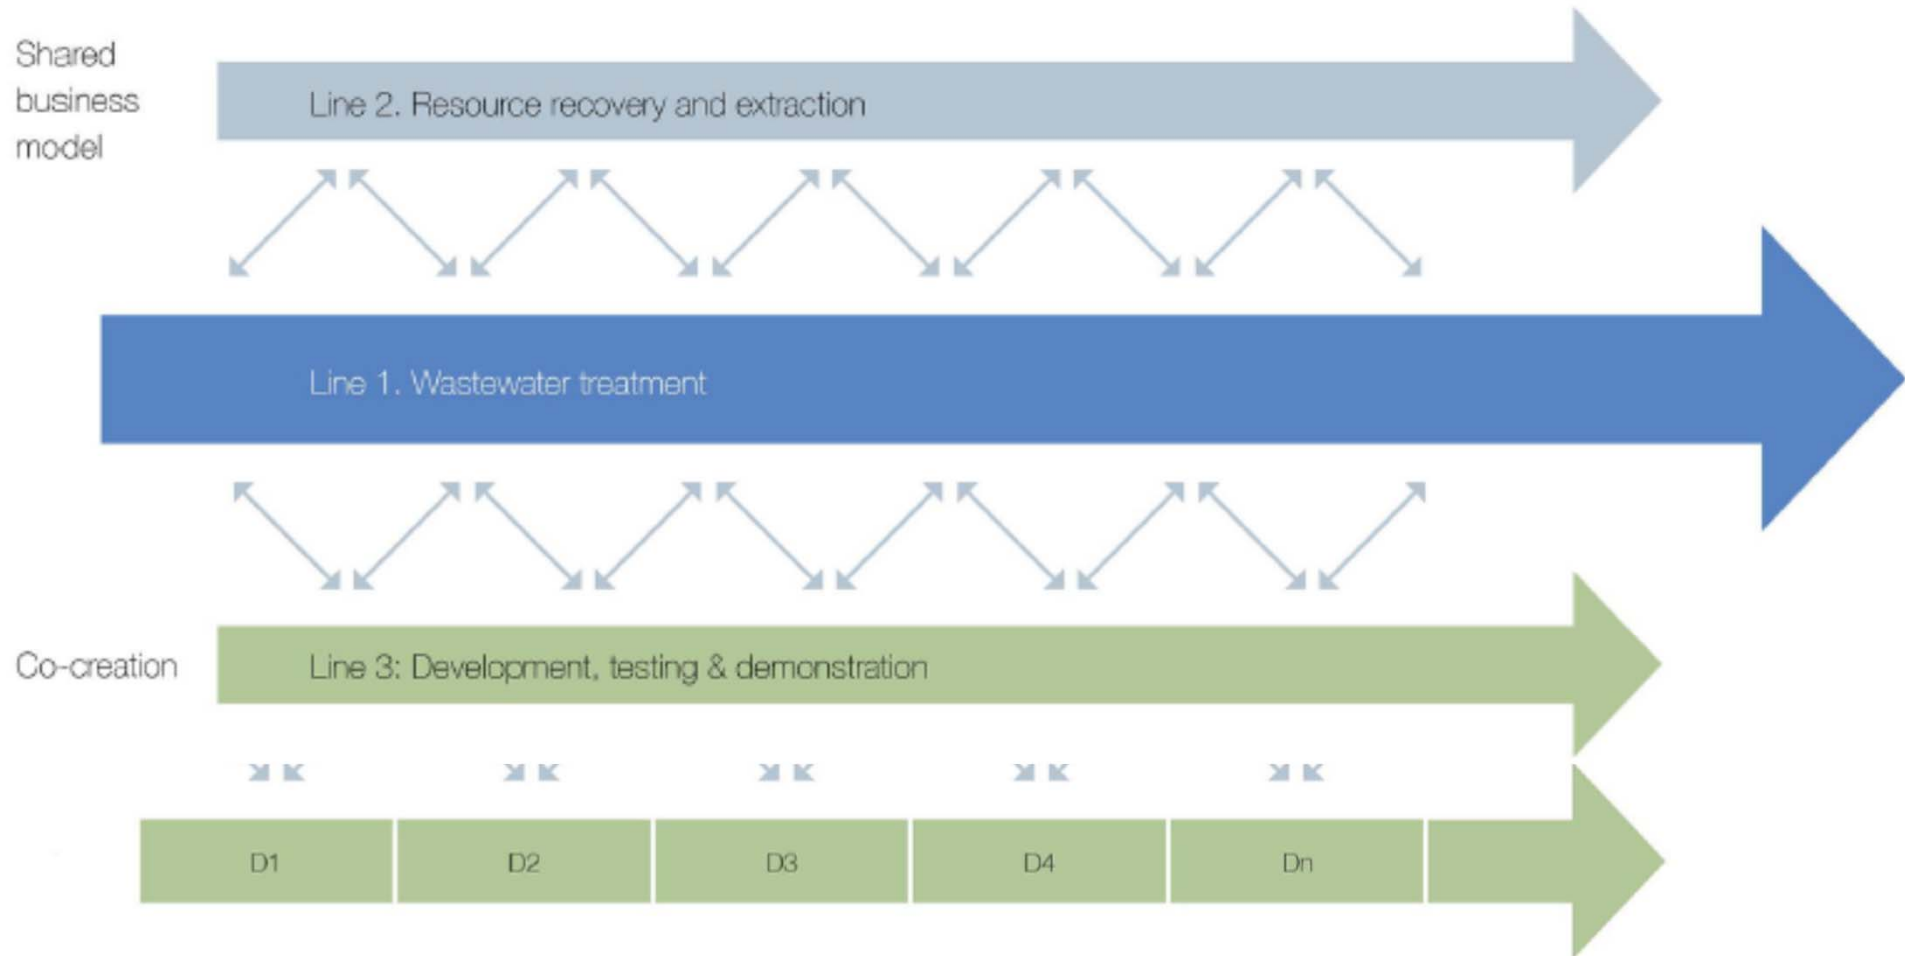 Shared
business
model
Line 2. Resource recovery and extraction
Line 1. Wastewater treatment
Co-creation
Line 3: Development, testing & demonstration
D1
D2
D3
D4
Dn